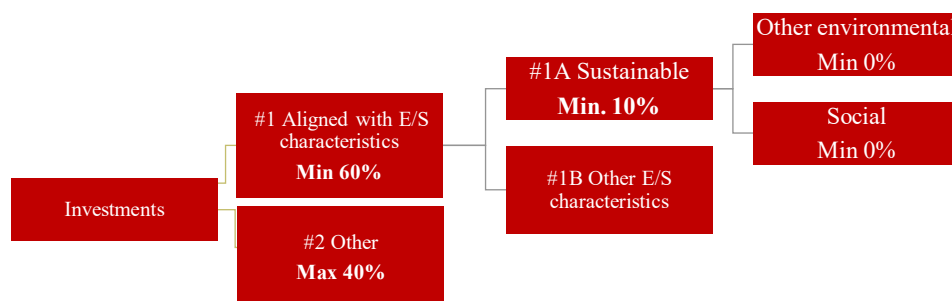 Investments
#1 Aligned with E/S
characteristics
Min 60%
#2 Other
Max 40%
#1A Sustainable
Min. 10%
#1B Other E/S
characteristics
Other environmental
Min 0%
Social
Min 0%